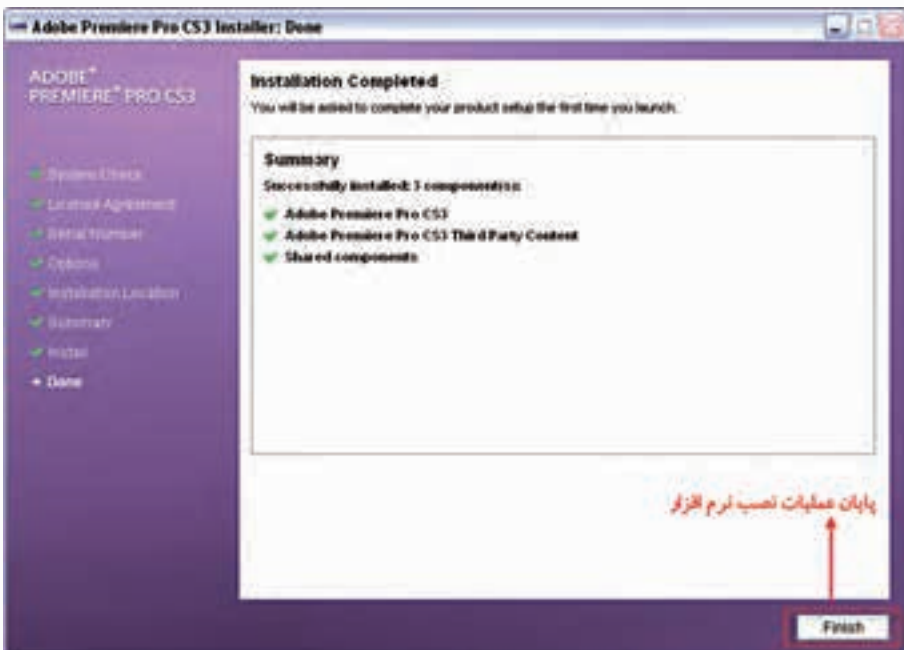 Adobe Premiere Pro CS3 Installer: Done
ADOBE®
PREMIERE® PRO CS3
System Check
License Agreement
Serial Number
Options
Installation Location
Summary
Install
Done
Installation Completed
You will be asked to complete your product setup the first time you launch.
Summary
Successfully installed: 3 component(s):
Adobe Premiere Pro CS3
Adobe Premiere Pro CS3 Third Party Content
Shared components
پایان عملیات نصب نرم افزار
Finish